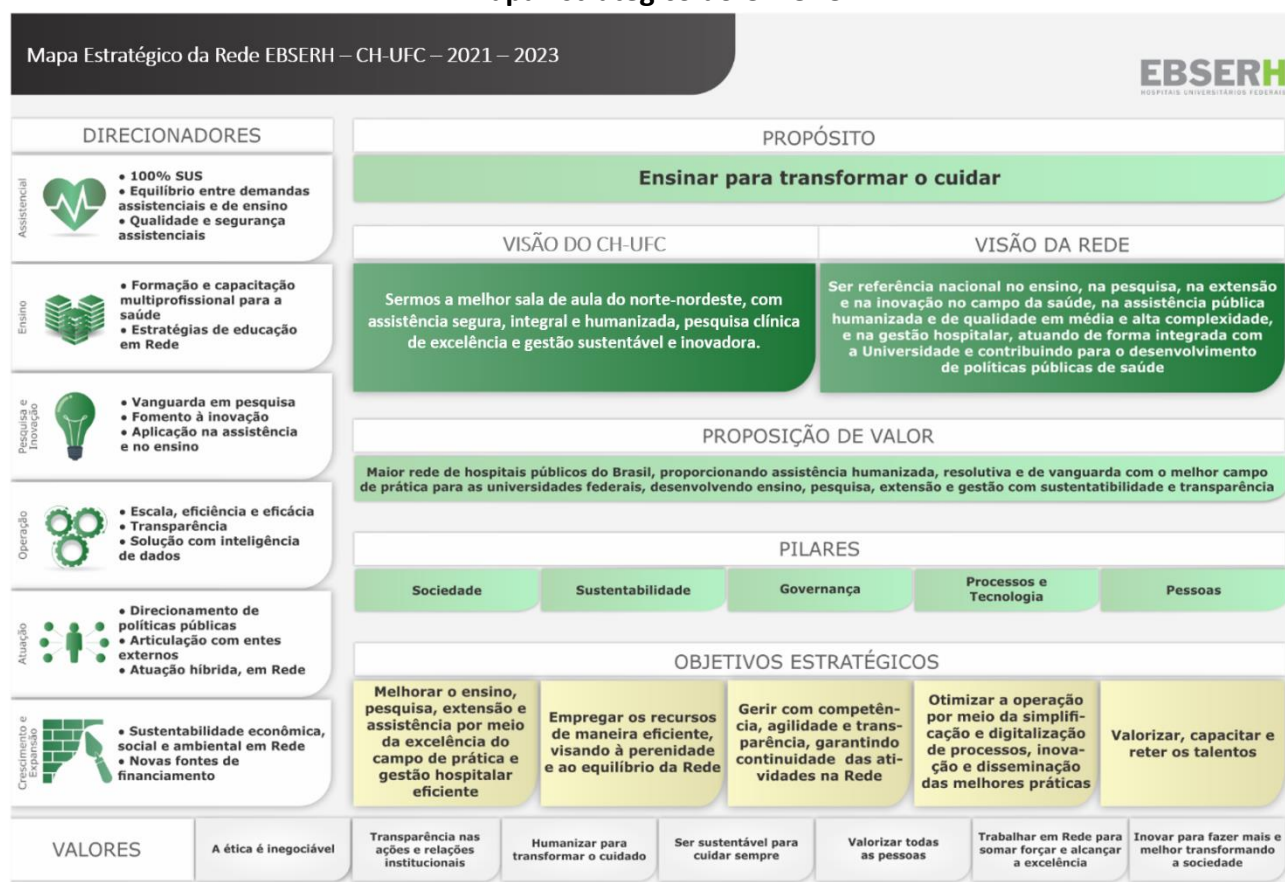 Mapa Estratégico da Rede EBSERH – CH-UFC – 2021 – 2023
EBSERH
HOSPITAIS UNIVERSITÁRIOS FEDERAIS
DIRECIONADORES
Assistencial
• 100% SUS
• Equilíbrio entre demandas
assistenciais e de ensino
• Qualidade e segurança
assistenciais
Ensino
• Formação e capacitação
multiprofissional para a
saúde
• Estratégias de educação
em Rede
Pesquisa e
Inovação
• Vanguarda em pesquisa
• Fomento à inovação
• Aplicação na assistência
e no ensino
Operação
• Escala, eficiência e eficácia
• Transparência
• Solução com inteligência
de dados
Atuação
• Direcionamento de
políticas públicas
• Articulação com entes
externos
• Atuação híbrida, em Rede
Crescimento e
Expansão
• Sustentabilidade econômica,
social e ambiental em Rede
• Novas fontes de
financiamento
PROPÓSITO
Ensinar para transformar o cuidar
VISÃO DO CH-UFC
Sermos a melhor sala de aula do norte-nordeste, com
assistência segura, integral e humanizada, pesquisa clínica
de excelência e gestão sustentável e inovadora.
VISÃO DA REDE
Ser referência nacional no ensino, na pesquisa, na extensão
e na inovação no campo da saúde, na assistência pública
humanizada e de qualidade em média e alta complexidade,
e na gestão hospitalar, atuando de forma integrada com
a Universidade e contribuindo para o desenvolvimento
de políticas públicas de saúde
PROPOSIÇÃO DE VALOR
Maior rede de hospitais públicos do Brasil, proporcionando assistência humanizada, resolutiva e de vanguarda com o melhor campo
de prática para as universidades federais, desenvolvendo ensino, pesquisa, extensão e gestão com sustentatibilidade e transparência
PILARES
Sociedade
Sustentabilidade
Governança
Processos e
Tecnologia
Pessoas
OBJETIVOS ESTRATÉGICOS
Melhorar o ensino,
pesquisa, extensão e
assistência por meio
da excelência do
campo de prática e
gestão hospitalar
eficiente
Empregar os recursos
de maneira eficiente,
visando à perenidade
e ao equilíbrio da Rede
Gerir com competên-
cia, agilidade e trans-
parência, garantindo
continuidade das ati-
vidades na Rede
Otimizar a operação
por meio da simplifi-
cação e digitalização
de processos, inova-
ção e disseminação
das melhores práticas
Valorizar, capacitar e
reter os talentos
VALORES
A ética é inegociável
Transparência nas
ações e relações
institucionais
Humanizar para
transformar o cuidado
Ser sustentável para
cuidar sempre
Valorizar todas
as pessoas
Trabalhar em Rede para
somar forçar e alcançar
a excelência
Inovar para fazer mais e
melhor transformando
a sociedade